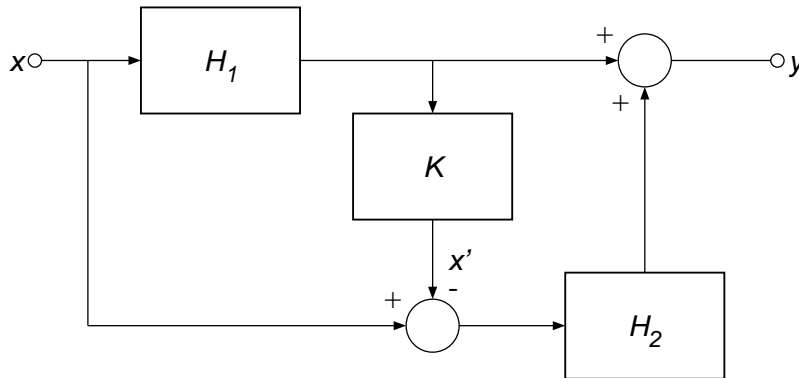 +
x H₁ y
+
K
x’
+ -
H₂